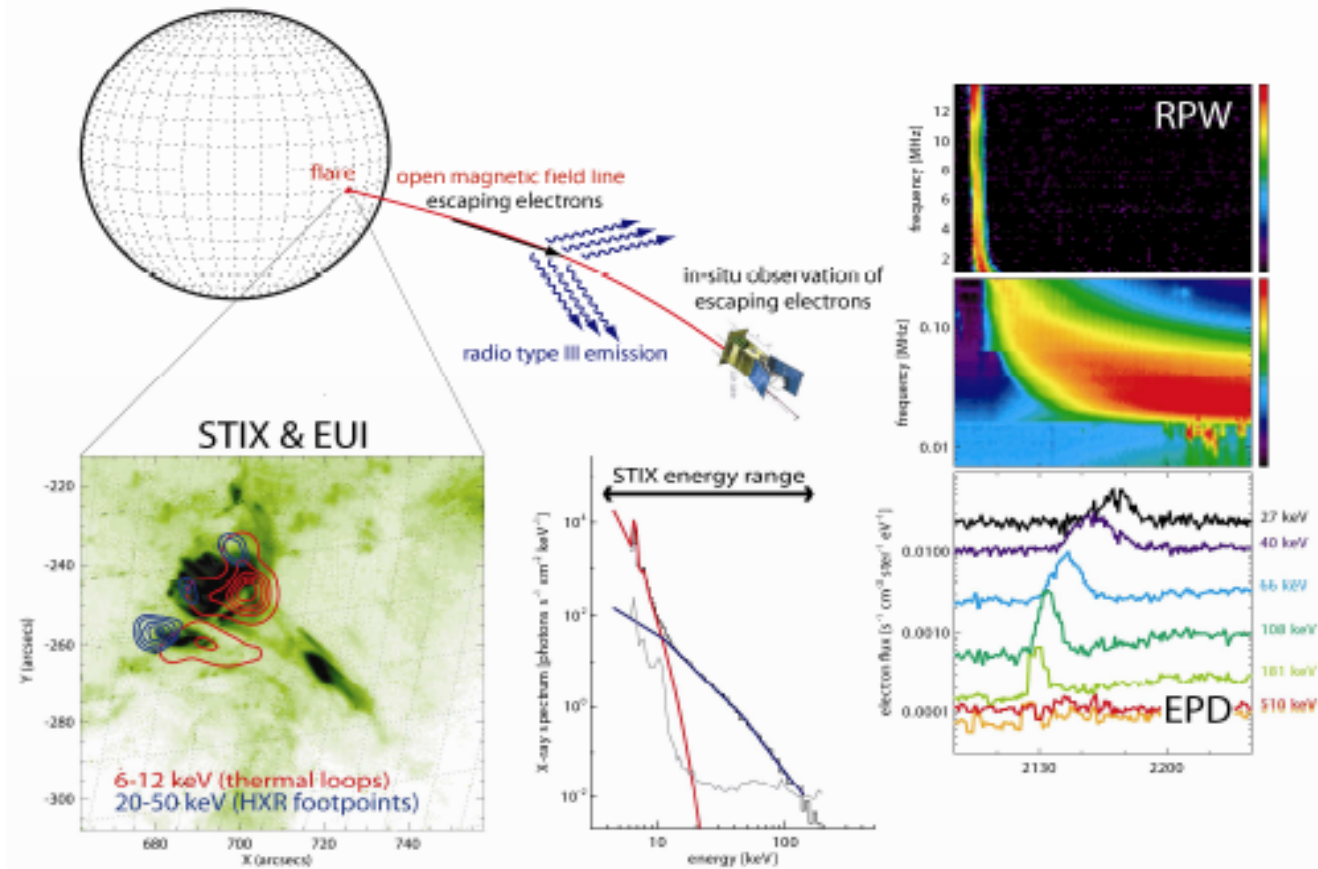 flare
open magnetic field line
escaping electrons
in-situ observation of
escaping electrons
radio type III emission
RPW
frequency [MHz]
12
10
8
6
4
2
frequency [MHz]
0.10
0.01
STIX & EUI
Y (arcsecs)
-220
-240
-260
-280
-300
6-12 keV (thermal loops)
20-50 keV (HXR footpoints)
680
700
720
740
X (arcsecs)
STIX energy range
X-ray spectrum [photons s⁻¹ cm⁻² keV⁻¹]
10⁴
10²
10⁰
10⁻²
10
100
energy [keV]
electron flux [s⁻¹ cm⁻² ster⁻¹ eV⁻¹]
0.0100
0.0010
0.0001
27 keV
40 keV
66 keV
108 keV
181 keV
510 keV
EPD
2130
2200